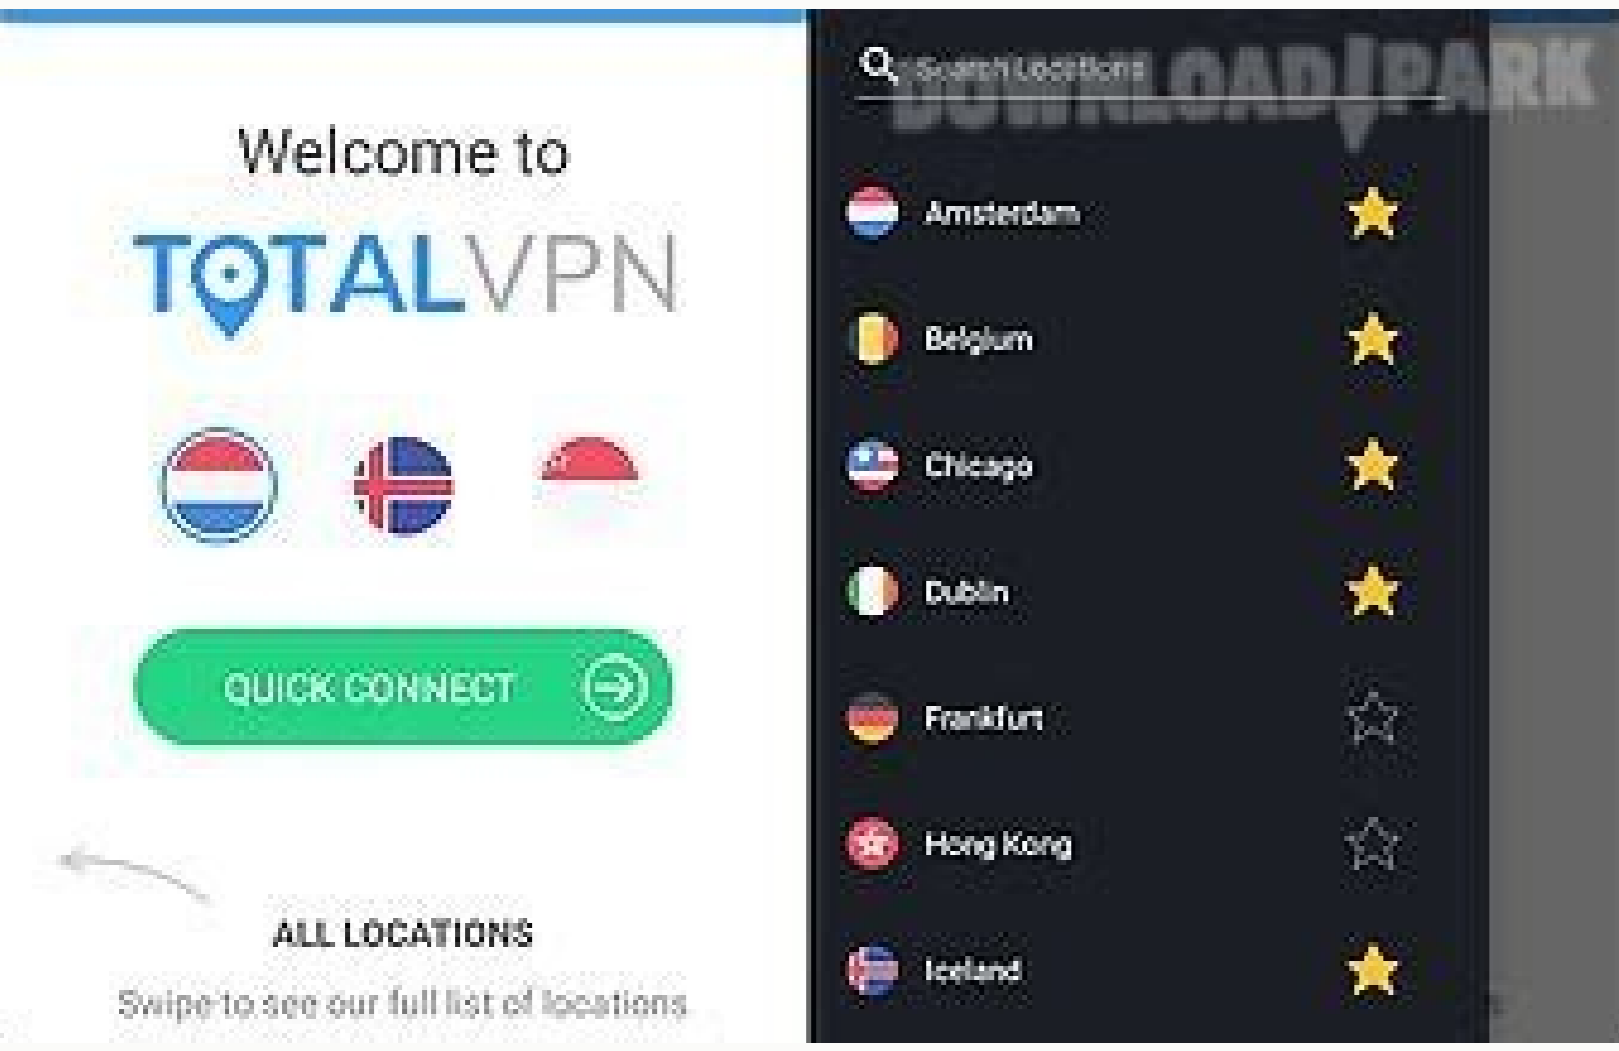 Welcome to
TOTALVPN
QUICK CONNECT
ALL LOCATIONS
Swipe to see our full list of locations
Search Locations
DOWNLOAD PARK
Amsterdam
Belgium
Chicago
Dublin
Frankfurt
Hong Kong
Iceland